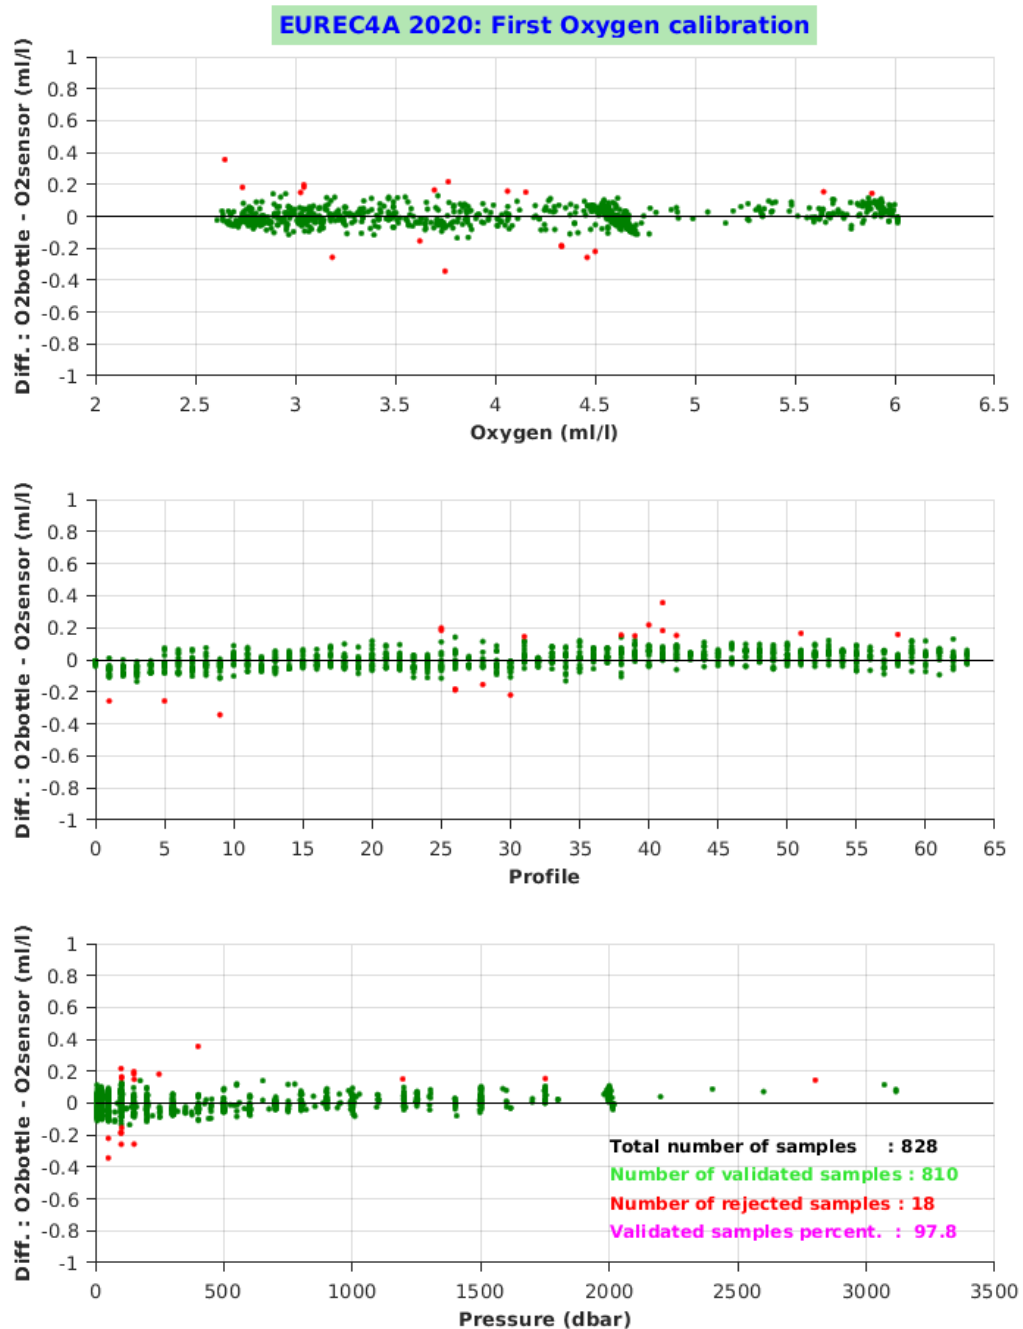 EUREC4A 2020: First Oxygen calibration
Diff. : O2bottle - O2sensor (ml/l)
1
0.8
0.6
0.4
0.2
0
-0.2
-0.4
-0.6
-0.8
-1
2 2.5 3 3.5 4 4.5 5 5.5 6 6.5
Oxygen (ml/l)
Diff. : O2bottle - O2sensor (ml/l)
1
0.8
0.6
0.4
0.2
0
-0.2
-0.4
-0.6
-0.8
-1
0 5 10 15 20 25 30 35 40 45 50 55 60 65
Profile
Diff. : O2bottle - O2sensor (ml/l)
1
0.8
0.6
0.4
0.2
0
-0.2
-0.4
-0.6
-0.8
-1
Total number of samples : 828
Number of validated samples : 810
Number of rejected samples : 18
Validated samples percent. : 97.8
0 500 1000 1500 2000 2500 3000 3500
Pressure (dbar)